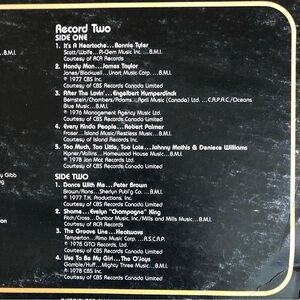 Record Two
SIDE ONE
1. It's A Heartache...Bonnie Tyler
Scott/Wolfe...Pi-Gem Music Inc....B.M.I.
Courtesy of RCA Records
2. Handy Man...James Taylor
Jones/Blackwell...Unart Music Corp. ...B.M.I.
℗ 1977 CBS Inc.
Courtesy of CBS Records Canada Limited
3. After The Lovin'...Engelbert Humperdinck
Bernstein/Chambers/Adams...April Music (Canada) Ltd. ...C.A.P.A.C./Oceans
Blue Music...B.M.I.
℗ 1976 Management Agency Music Ltd.
Courtesy of CBS Records Canada Limited
4. Every Kinda People...Robert Palmer
Fraser...Island Music/Restless Music...B.M.I.
Courtesy of Island Records Inc.
5. Too Much, Too Little, Too Late...Johnny Mathis & Deniece Williams
Kipner/Vallins...Homewood House Music...B.M.I.
℗ 1978 Jon Mat Records Ltd.
Courtesy of CBS Records Canada Limited
SIDE TWO
1. Dance With Me...Peter Brown
Brown/Rans...Sherlyn Publ'g Co. ...B.M.I.
℗ 1977 T.K. Productions, Inc.
Courtesy of CBS Records Canada Limited
2. Shame...Evelyn "Champagne" King
Fitch/Cross...Dunbar Music, Inc./Mills and Mills Music...B.M.I.
Courtesy of RCA Records
3. The Groove Line...Heatwave
Temperton...Almo Music Corp. ...A.S.C.A.P.
℗ 1978 GTO Records Ltd.
Courtesy of CBS Records Canada Limited
4. Use To Be My Girl...The O'Jays
Gamble/Huff...Mighty Three Music...B.M.I.
℗ 1978 CBS Inc.
Courtesy of CBS Records Canada Limited
B.M.I.
y Gibb
ng
B.M.I.